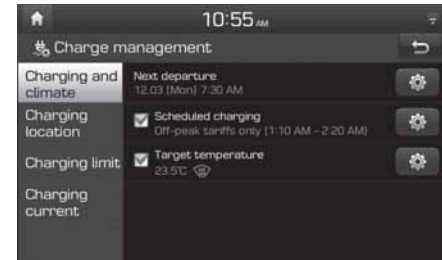 10:55 AM
Charge management
Charging and
climate
Next departure
12.03 (Mon) 7:30 AM
Charging
location
Scheduled charging
Off-peak tariffs only (1:10 AM - 2:20 AM)
Charging limit
Target temperature
23.5℃
Charging
current